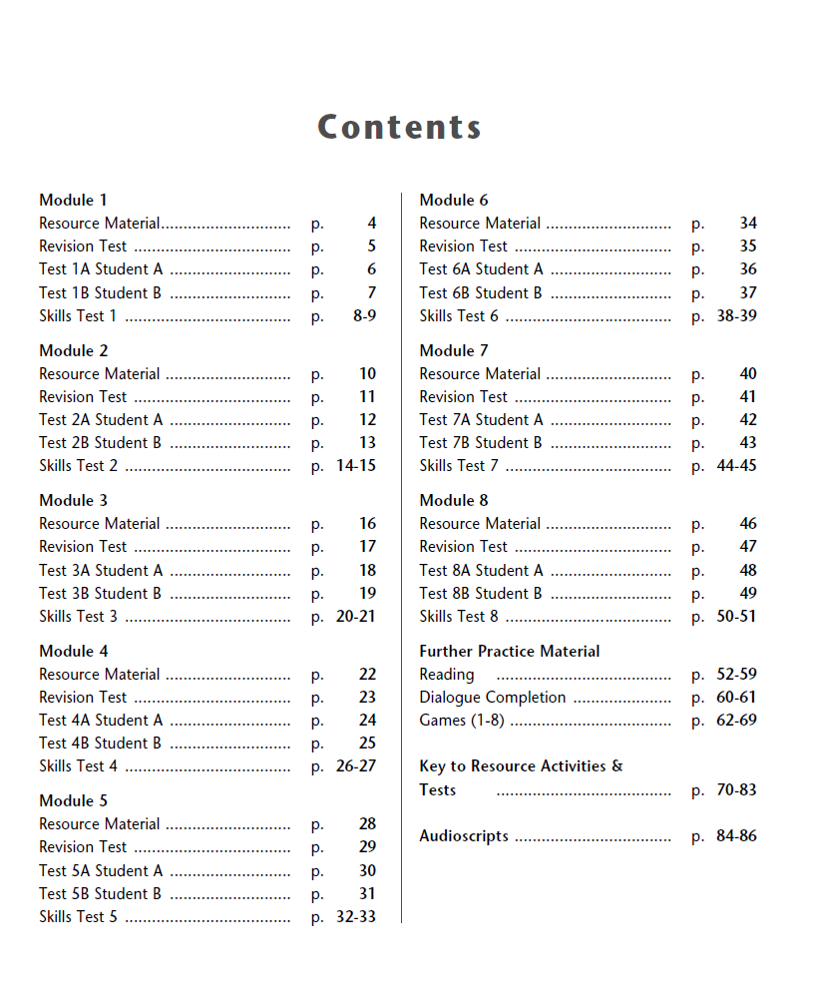 Contents
Module 1
Resource Material............................. p. 4
Revision Test ................................... p. 5
Test 1A Student A ........................... p. 6
Test 1B Student B ........................... p. 7
Skills Test 1 ..................................... p. 8-9
Module 2
Resource Material ............................ p. 10
Revision Test ................................... p. 11
Test 2A Student A ........................... p. 12
Test 2B Student B ........................... p. 13
Skills Test 2 ..................................... p. 14-15
Module 3
Resource Material ............................ p. 16
Revision Test ................................... p. 17
Test 3A Student A ........................... p. 18
Test 3B Student B ........................... p. 19
Skills Test 3 ..................................... p. 20-21
Module 4
Resource Material ............................ p. 22
Revision Test ................................... p. 23
Test 4A Student A ........................... p. 24
Test 4B Student B ........................... p. 25
Skills Test 4 ..................................... p. 26-27
Module 5
Resource Material ............................ p. 28
Revision Test ................................... p. 29
Test 5A Student A ........................... p. 30
Test 5B Student B ........................... p. 31
Skills Test 5 ..................................... p. 32-33
Module 6
Resource Material ............................ p. 34
Revision Test ................................... p. 35
Test 6A Student A ........................... p. 36
Test 6B Student B ........................... p. 37
Skills Test 6 ..................................... p. 38-39
Module 7
Resource Material ............................ p. 40
Revision Test ................................... p. 41
Test 7A Student A ........................... p. 42
Test 7B Student B ........................... p. 43
Skills Test 7 ..................................... p. 44-45
Module 8
Resource Material ............................ p. 46
Revision Test ................................... p. 47
Test 8A Student A ........................... p. 48
Test 8B Student B ........................... p. 49
Skills Test 8 ..................................... p. 50-51
Further Practice Material
Reading ....................................... p. 52-59
Dialogue Completion ...................... p. 60-61
Games (1-8) .................................... p. 62-69
Key to Resource Activities &
Tests ....................................... p. 70-83
Audioscripts ................................... p. 84-86